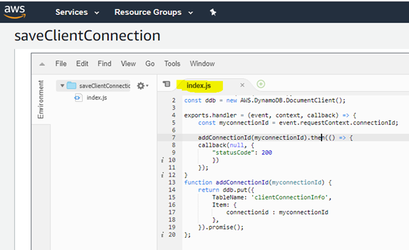 aws
Services
Resource Groups
saveClientConnection
File Edit Find View Go Tools Window
Environment
saveClientConnection
index.js
index.js
2 const ddb = new AWS.DynamoDB.DocumentClient();
3
4 exports.handler = (event, context, callback) => {
5 const myconnectionId = event.requestContext.connectionId;
6
7 addConnectionId(myconnectionId).then(() => {
8 callback(null, {
9 "statusCode": 200
10 })
11 });
12 }
13 function addConnectionId(myconnectionId) {
14 return ddb.put({
15 TableName: 'clientConnectionInfo',
16 Item: {
17 connectionid : myconnectionId
18 },
19 }).promise();
20 };